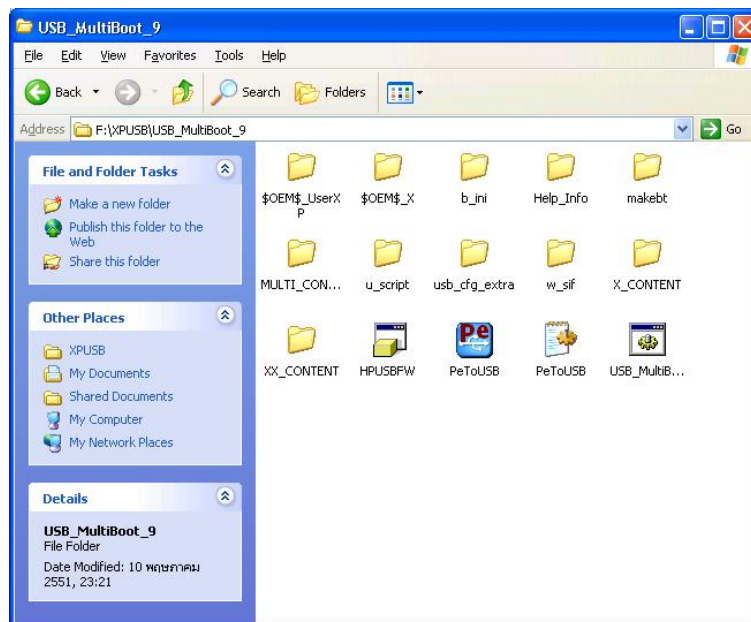 USB_MultiBoot_9
File Edit View Favorites Tools Help
Back Search Folders
Address F:\XPUSB\USB_MultiBoot_9 Go
File and Folder Tasks
Make a new folder
Publish this folder to the
Web
Share this folder
Other Places
XPUSB
My Documents
Shared Documents
My Computer
My Network Places
Details
USB_MultiBoot_9
File Folder
Date Modified: 10 พฤษภาคม
2551, 23:21
$OEM$_UserX
P
$OEM$_X
b_ini
Help_Info
makebt
MULTI_CON...
u_script
usb_cfg_extra
w_sif
X_CONTENT
XX_CONTENT
HPUSBFW
PeToUSB
PeToUSB
USB_MultiB...
Pe